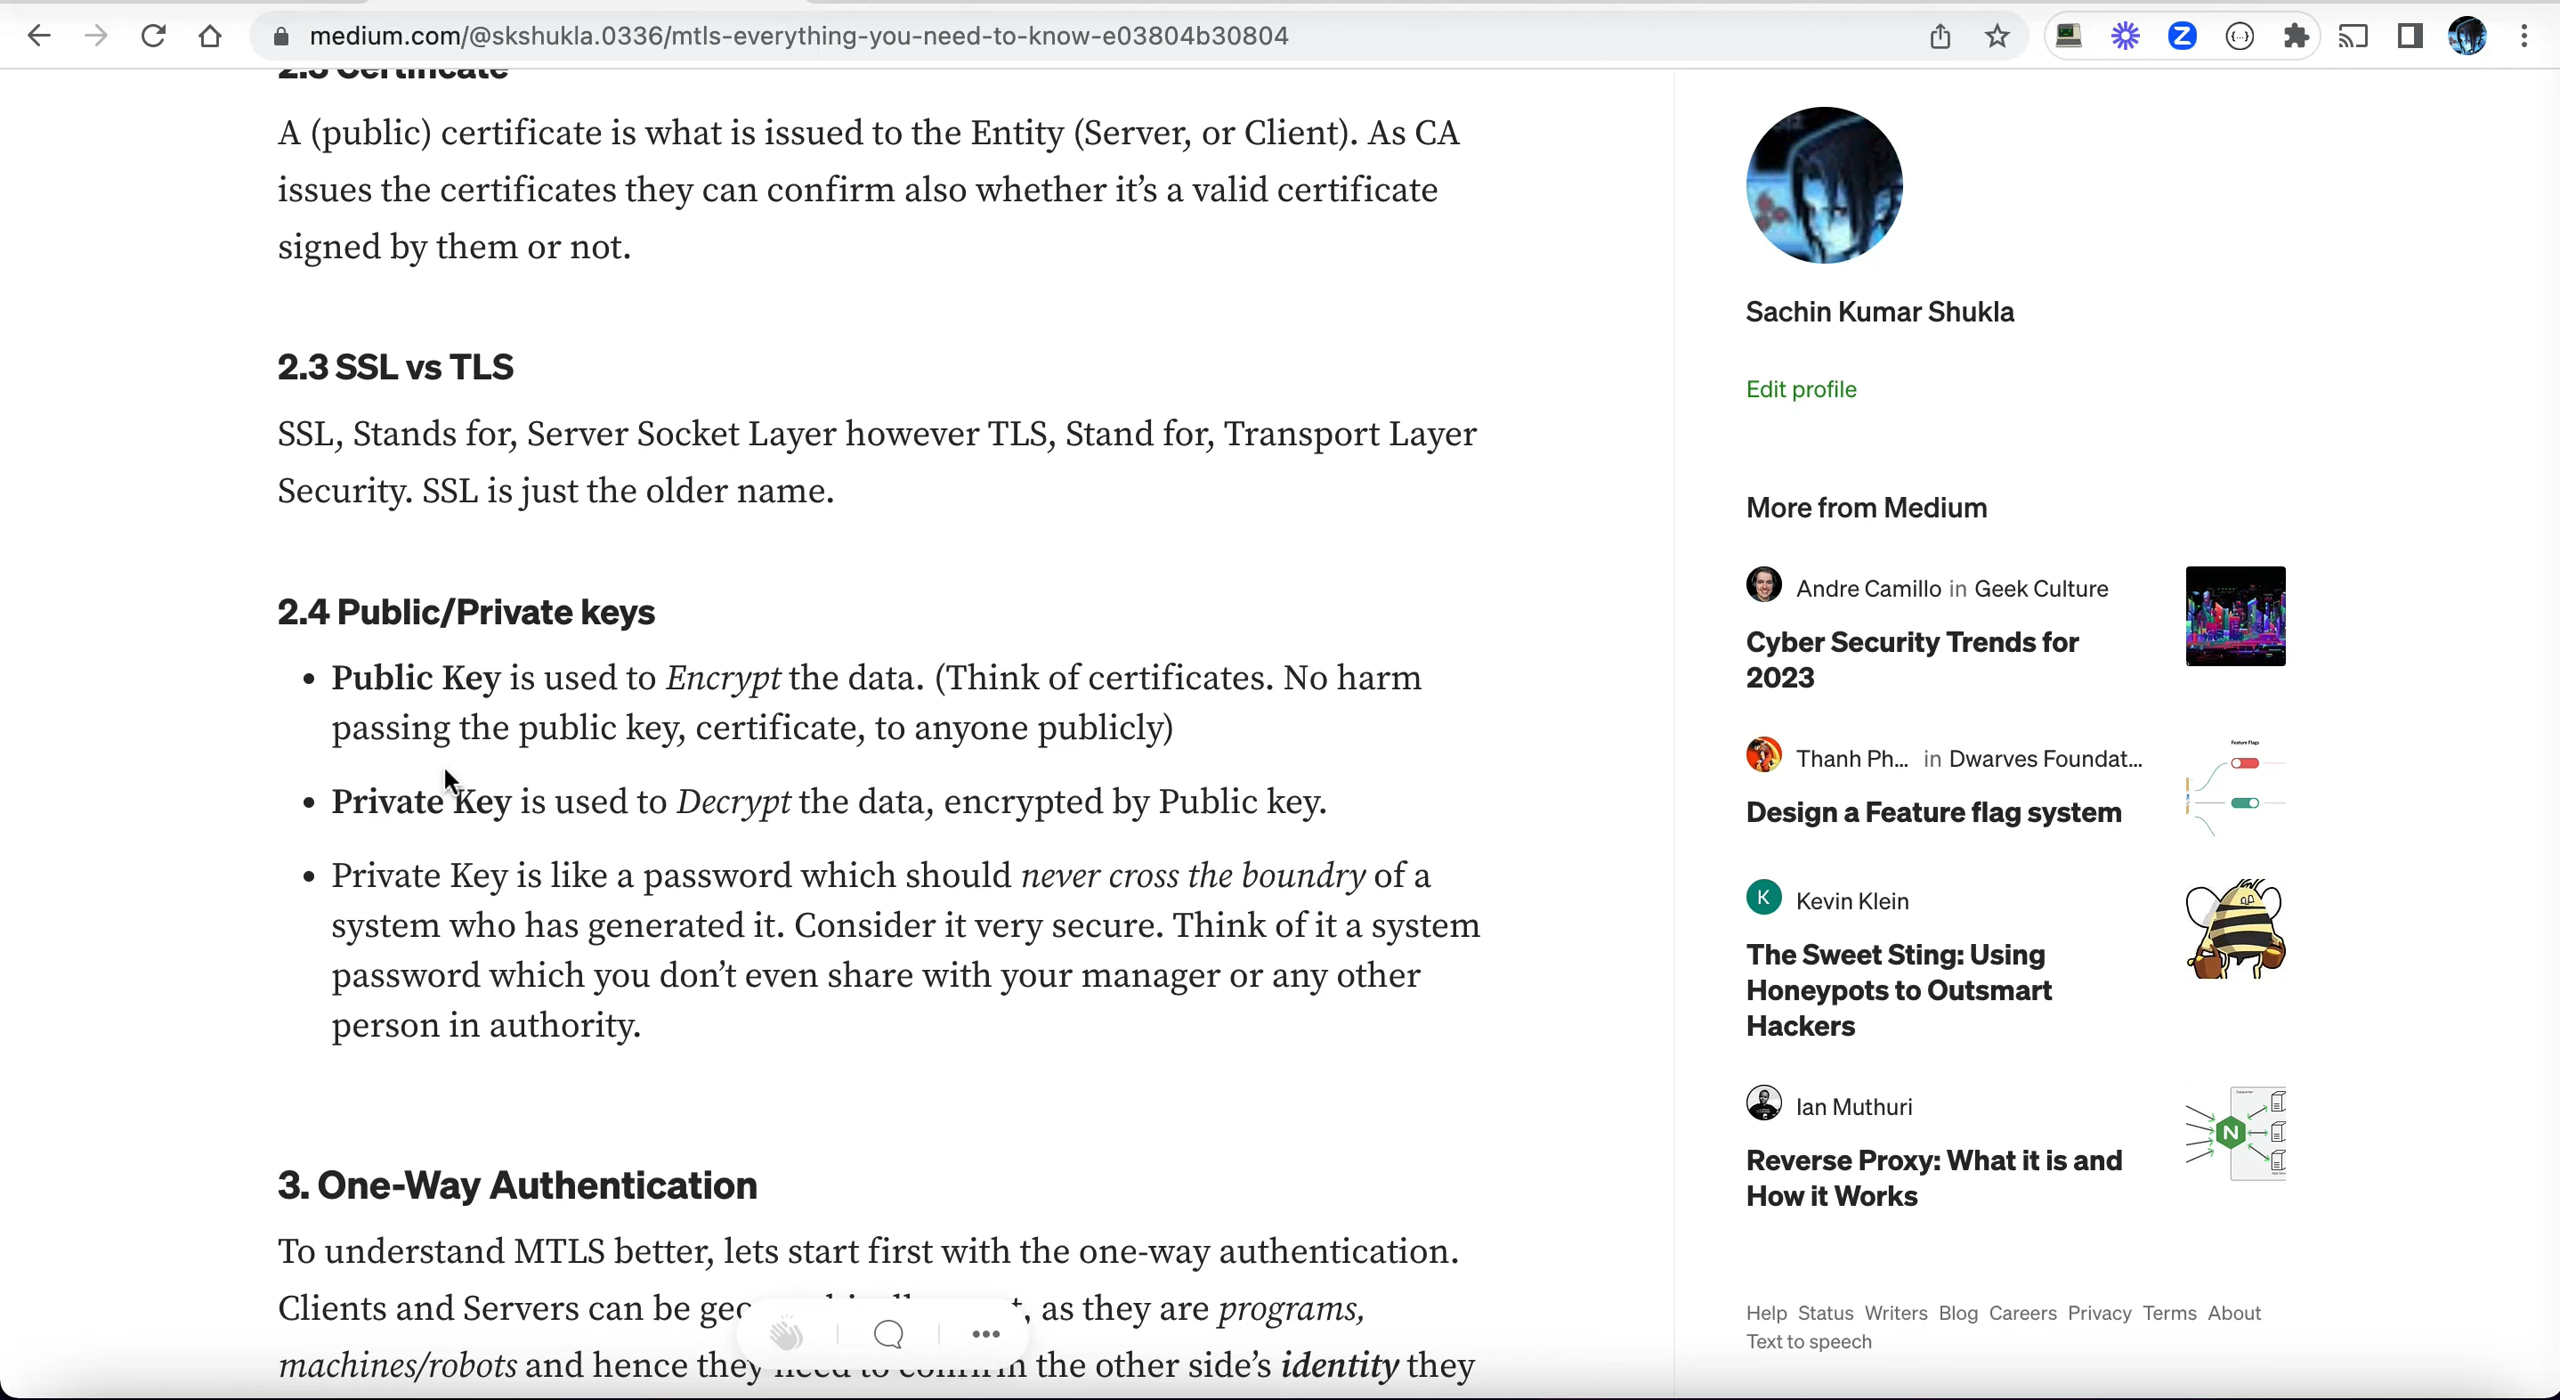 medium.com/@skshukla.0336/mtls-everything-you-need-to-know-e03804b30804
2.3 Certificate
A (public) certificate is what is issued to the Entity (Server, or Client). As CA
issues the certificates they can confirm also whether it’s a valid certificate
signed by them or not.
2.3 SSL vs TLS
SSL, Stands for, Server Socket Layer however TLS, Stand for, Transport Layer
Security. SSL is just the older name.
2.4 Public/Private keys
• Public Key is used to Encrypt the data. (Think of certificates. No harm
passing the public key, certificate, to anyone publicly)
• Private Key is used to Decrypt the data, encrypted by Public key.
• Private Key is like a password which should never cross the boundry of a
system who has generated it. Consider it very secure. Think of it a system
password which you don’t even share with your manager or any other
person in authority.
3. One-Way Authentication
To understand MTLS better, lets start first with the one-way authentication.
Clients and Servers can be as they are programs,
machines/robots and hence they need to confirm the other side’s identity they
Sachin Kumar Shukla
Edit profile
More from Medium
Andre Camillo in Geek Culture
Cyber Security Trends for
2023
Thanh Ph... in Dwarves Foundat...
Design a Feature flag system
Feature Flags
K Kevin Klein
The Sweet Sting: Using
Honeypots to Outsmart
Hackers
Ian Muthuri
Reverse Proxy: What it is and
How it Works
N
Help Status Writers Blog Careers Privacy Terms About
Text to speech